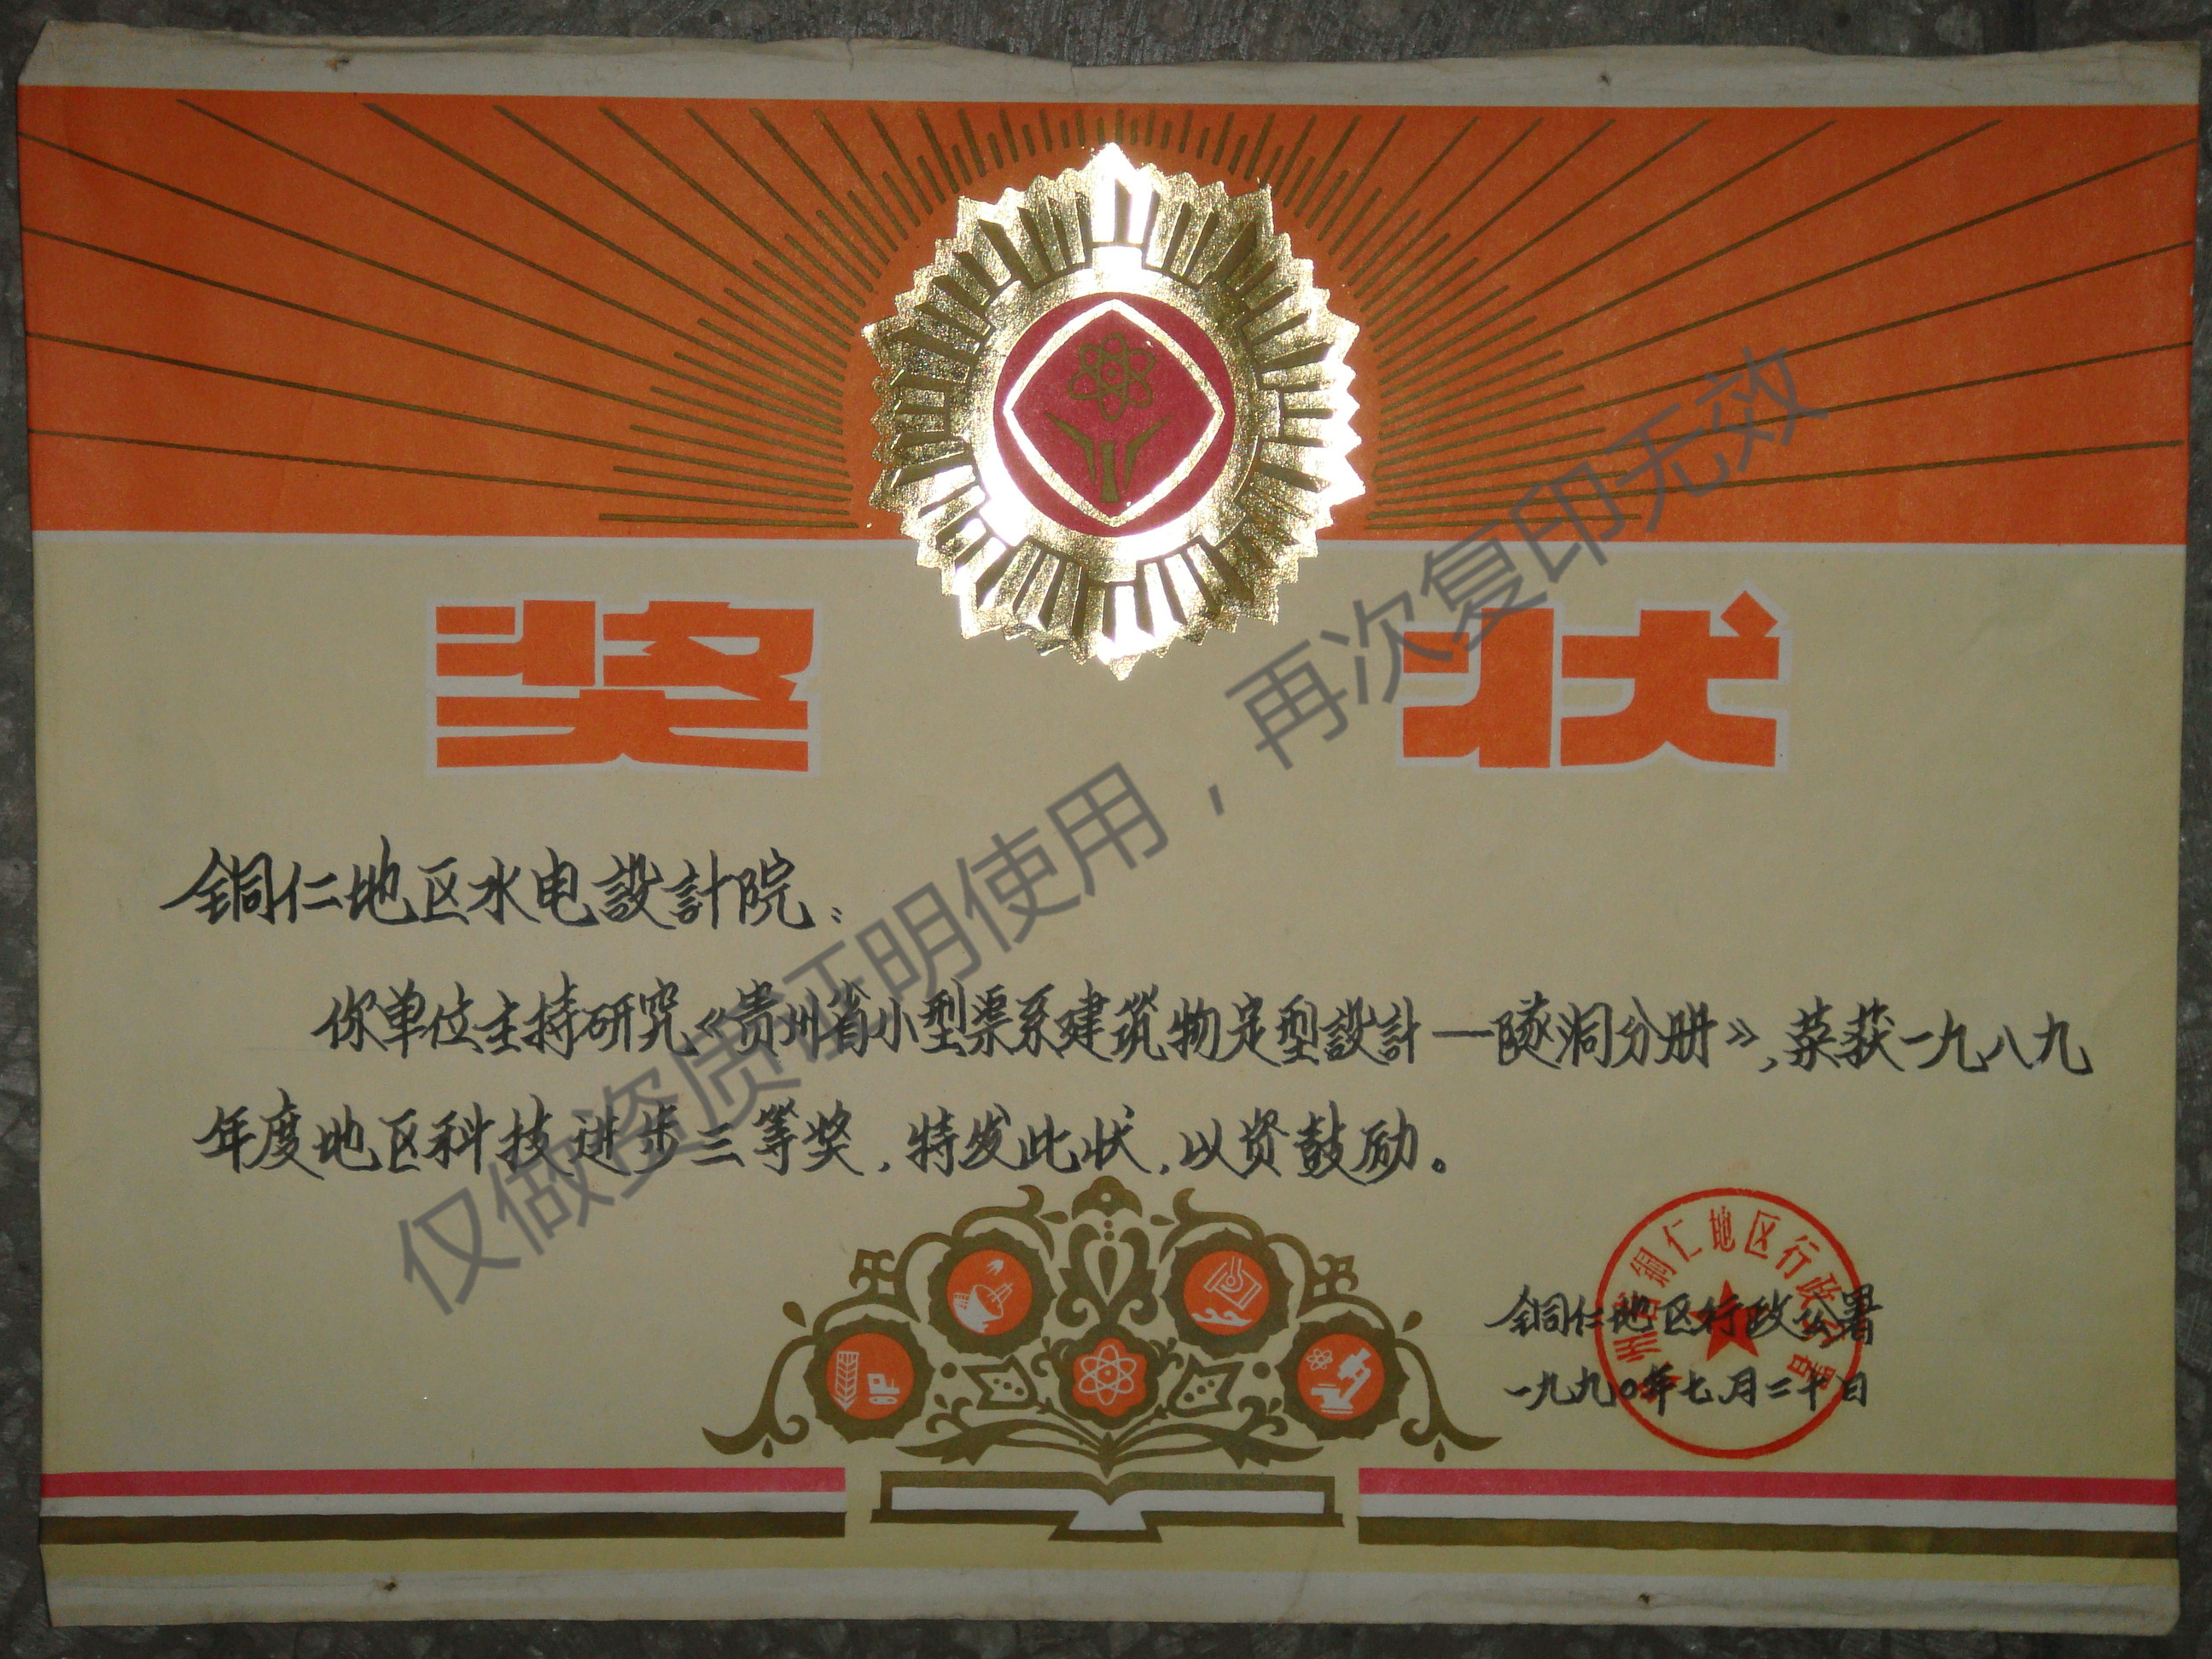 奖 状
铜仁地区水电設計院：
你单位主持研究《贵州省小型渠系建筑物定型設計—隧洞分册》，荣获一九八九
年度地区科技进步三等奖，特发此状，以资鼓励。
铜仁地区行政公署
一九九〇年七月二十日
贵州省铜仁地区行政公署
仅做资质证明使用，再次复印无效